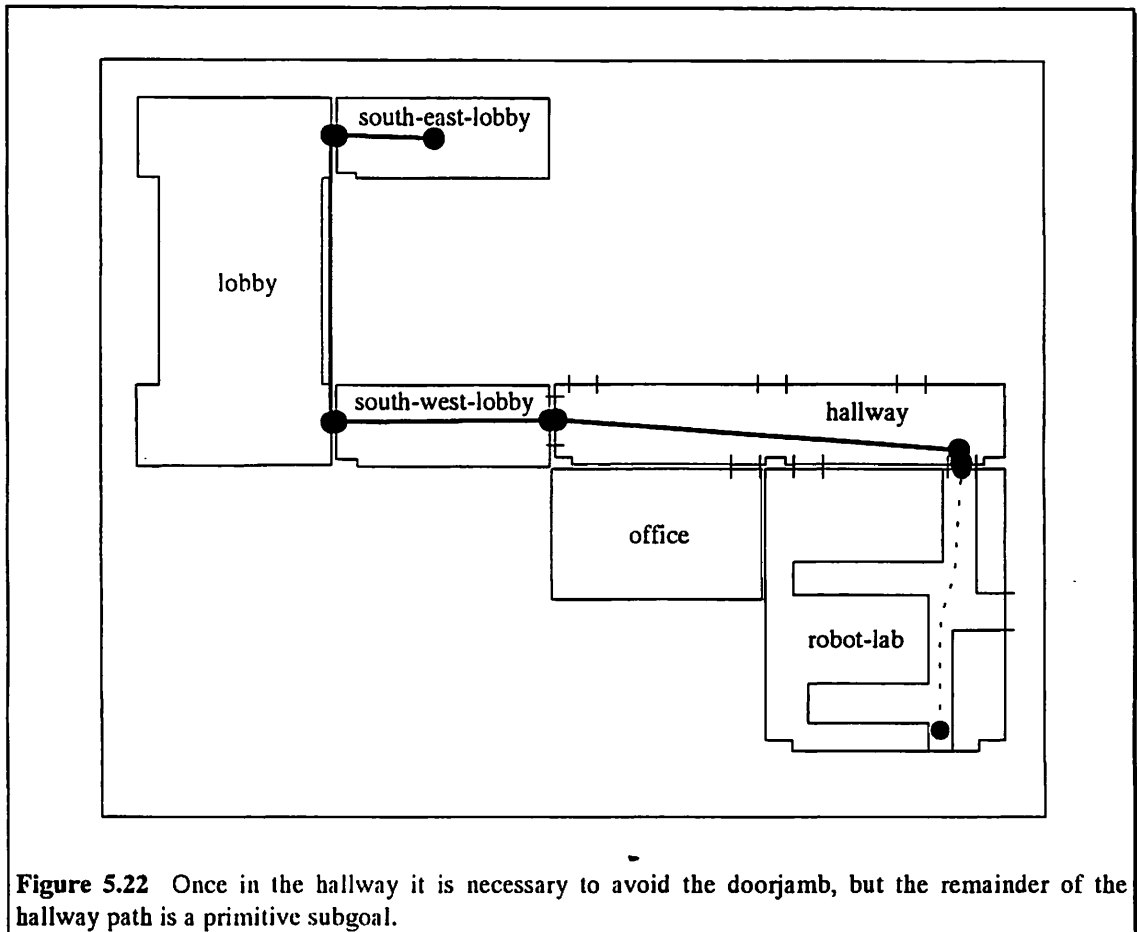 south-east-lobby
lobby
south-west-lobby
hallway
office
robot-lab
Figure 5.22 Once in the hallway it is necessary to avoid the doorjamb, but the remainder of the
hallway path is a primitive subgoal.